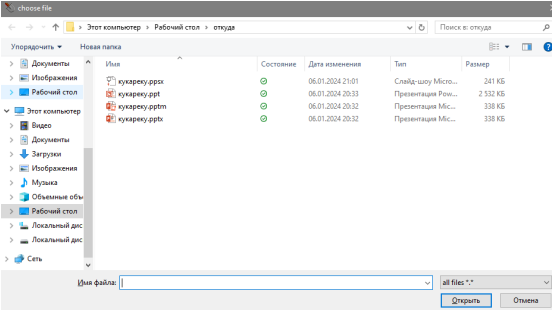 choose file
Этот компьютер > Рабочий стол > откуда
Поиск в: откуда
Упорядочить
Новая папка
Имя
Состояние
Дата изменения
Тип
Размер
Документы
Изображения
Рабочий стол
Этот компьютер
Видео
Документы
Загрузки
Изображения
Музыка
Объемные объ
Рабочий стол
Локальный дис
Локальный дис
Сеть
кукареку.ppsx 06.01.2024 21:01 Слайд-шоу Micro... 241 КБ
кукареку.ppt 06.01.2024 20:33 Презентация Pow... 2 532 КБ
кукареку.pptm 06.01.2024 20:32 Презентация Mic... 338 КБ
кукареку.pptx 06.01.2024 20:32 Презентация Mic... 338 КБ
Имя файла:
all files *.*
Открыть
Отмена